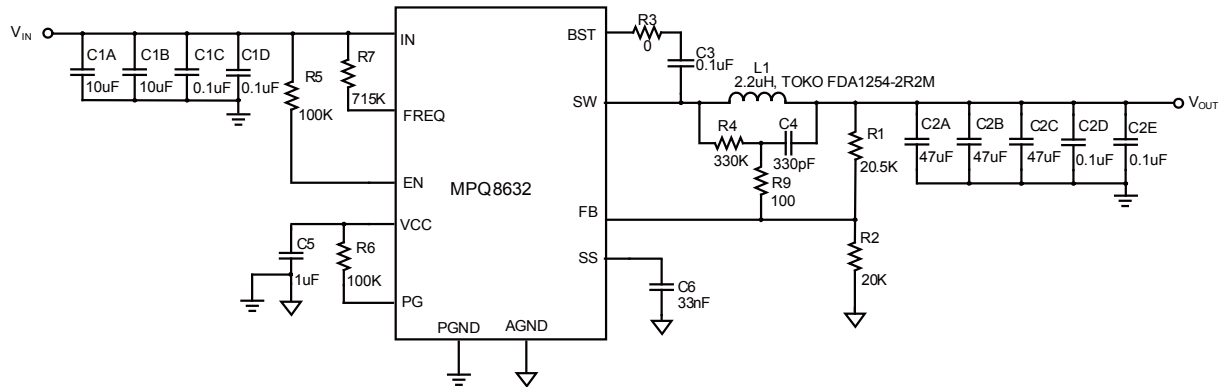 VIN
C1A
10uF
C1B
10uF
C1C
0.1uF
C1D
0.1uF
R5
100K
R7
715K
IN
FREQ
EN
VCC
PG
PGND
AGND
MPQ8632
BST
SW
FB
SS
C5
1uF
R6
100K
R3
0
C3
0.1uF
L1
2.2uH, TOKO FDA1254-2R2M
R4
330K
C4
330pF
R9
100
R1
20.5K
R2
20K
C6
33nF
C2A
47uF
C2B
47uF
C2C
47uF
C2D
0.1uF
C2E
0.1uF
VOUT